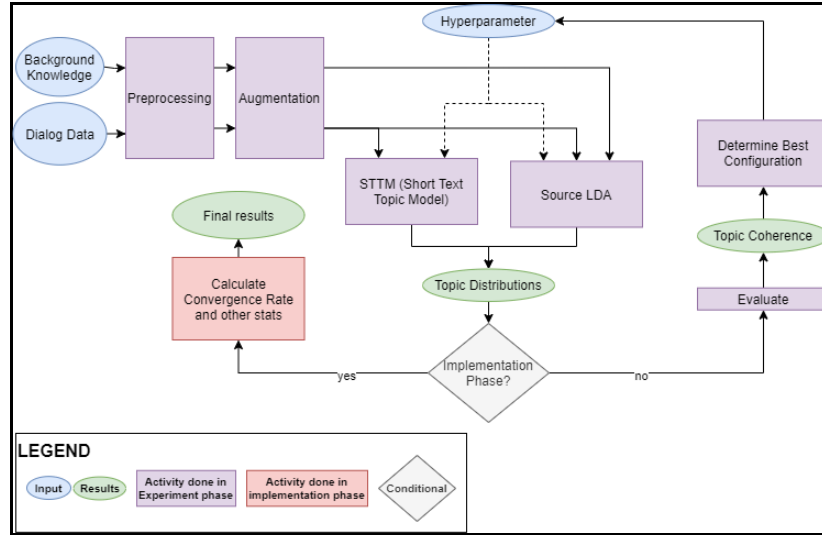 Hyperparameter
Background
Knowledge
Dialog Data
Preprocessing
Augmentation
Determine Best
Configuration
STTM (Short Text
Topic Model)
Source LDA
Final results
Topic Coherence
Calculate
Convergence Rate
and other stats
Topic Distributions
Evaluate
Implementation
Phase?
yes
no
LEGEND
Input
Results
Activity done in
Experiment phase
Activity done in
implementation phase
Conditional